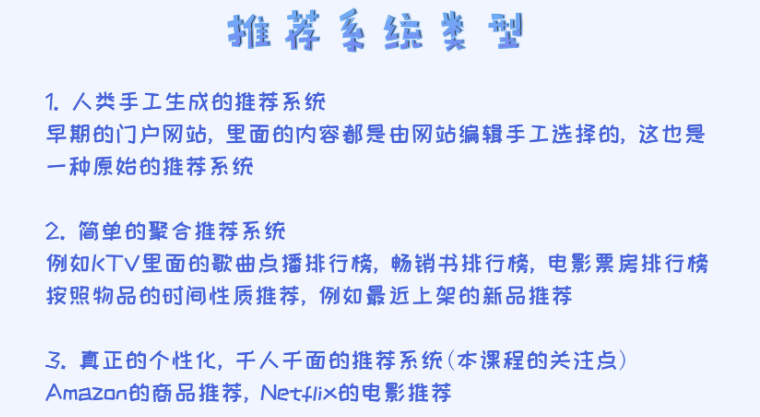 推荐系统类型
1. 人类手工生成的推荐系统
早期的门户网站, 里面的内容都是由网站编辑手工选择的, 这也是
一种原始的推荐系统
2. 简单的聚合推荐系统
例如KTV里面的歌曲点播排行榜, 畅销书排行榜, 电影票房排行榜
按照物品的时间性质推荐, 例如最近上架的新品推荐
3. 真正的个性化, 千人千面的推荐系统(本课程的关注点)
Amazon的商品推荐, Netflix的电影推荐